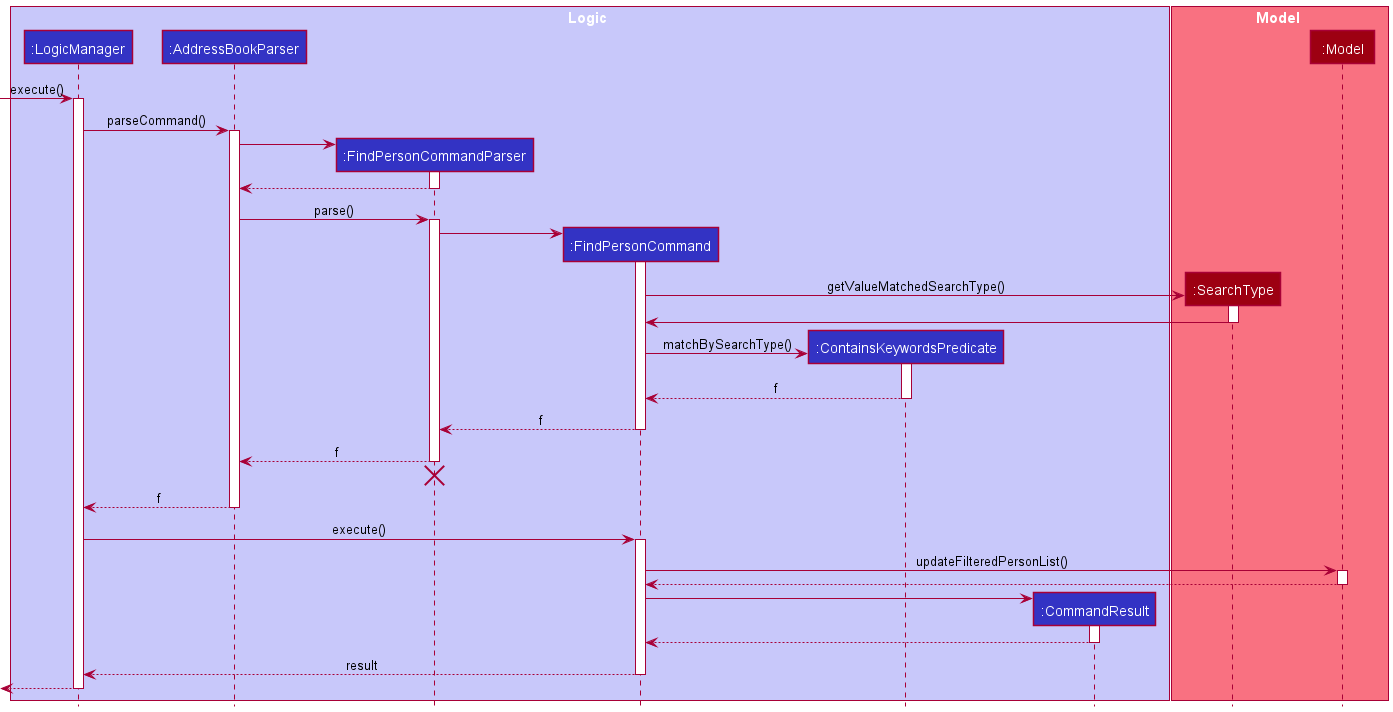 Logic
Model
:LogicManager
:AddressBookParser
:Model
execute()
parseCommand()
:FindPersonCommandParser
parse()
:FindPersonCommand
getValueMatchedSearchType()
:SearchType
matchBySearchType()
:ContainsKeywordsPredicate
f
f
f
f
execute()
updateFilteredPersonList()
:CommandResult
result